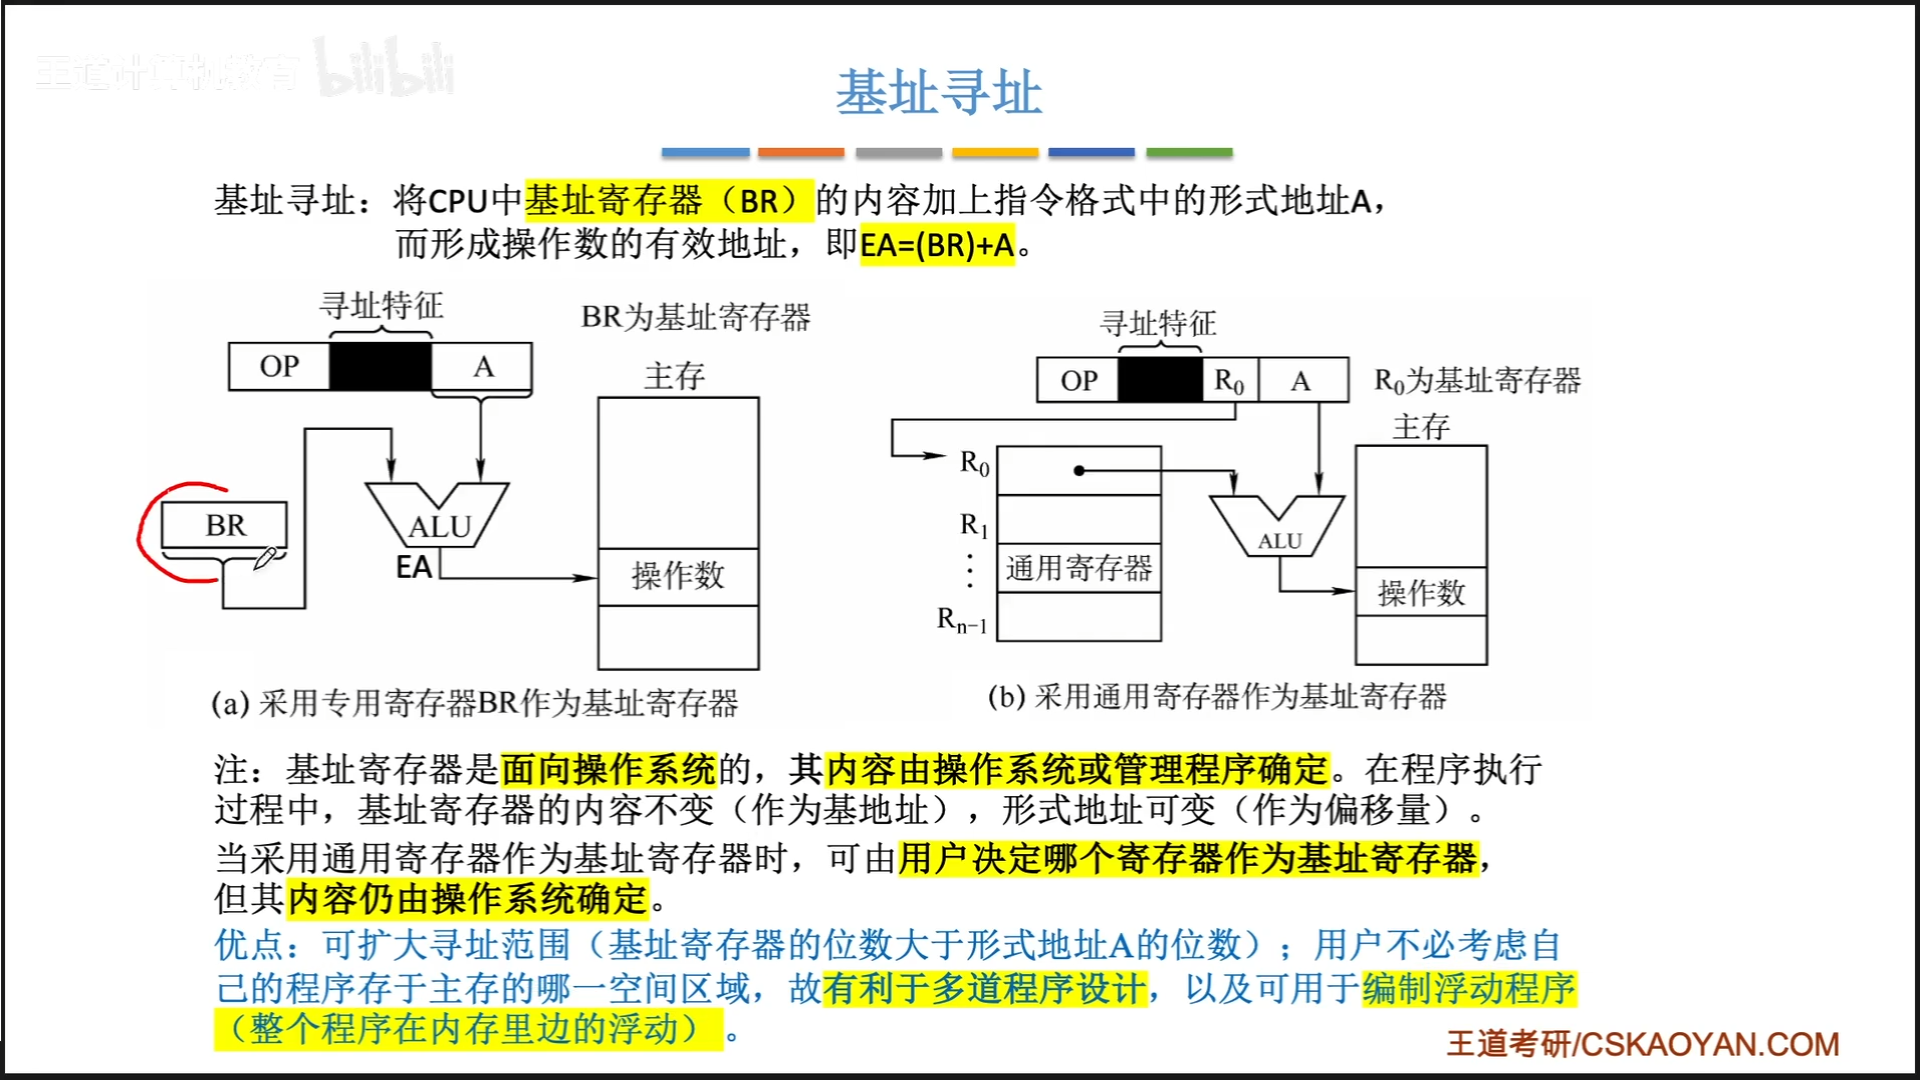 王道计算机教育 bilibili
基址寻址
基址寻址：将CPU中基址寄存器（BR）的内容加上指令格式中的形式地址A，
而形成操作数的有效地址，即EA=(BR)+A。
寻址特征
BR为基址寄存器
OP
A
主存
BR
ALU
EA
操作数
(a) 采用专用寄存器BR作为基址寄存器
寻址特征
OP
R₀
A
R₀为基址寄存器
主存
R₀
R₁
⋮
通用寄存器
Rₙ₋₁
ALU
操作数
(b) 采用通用寄存器作为基址寄存器
注：基址寄存器是面向操作系统的，其内容由操作系统或管理程序确定。在程序执行
过程中，基址寄存器的内容不变（作为基地址），形式地址可变（作为偏移量）。
当采用通用寄存器作为基址寄存器时，可由用户决定哪个寄存器作为基址寄存器，
但其内容仍由操作系统确定。
优点：可扩大寻址范围（基址寄存器的位数大于形式地址A的位数）；用户不必考虑自
己的程序存于主存的哪一空间区域，故有利于多道程序设计，以及可用于编制浮动程序
（整个程序在内存里边的浮动）。
王道考研/CSKAOYAN.COM